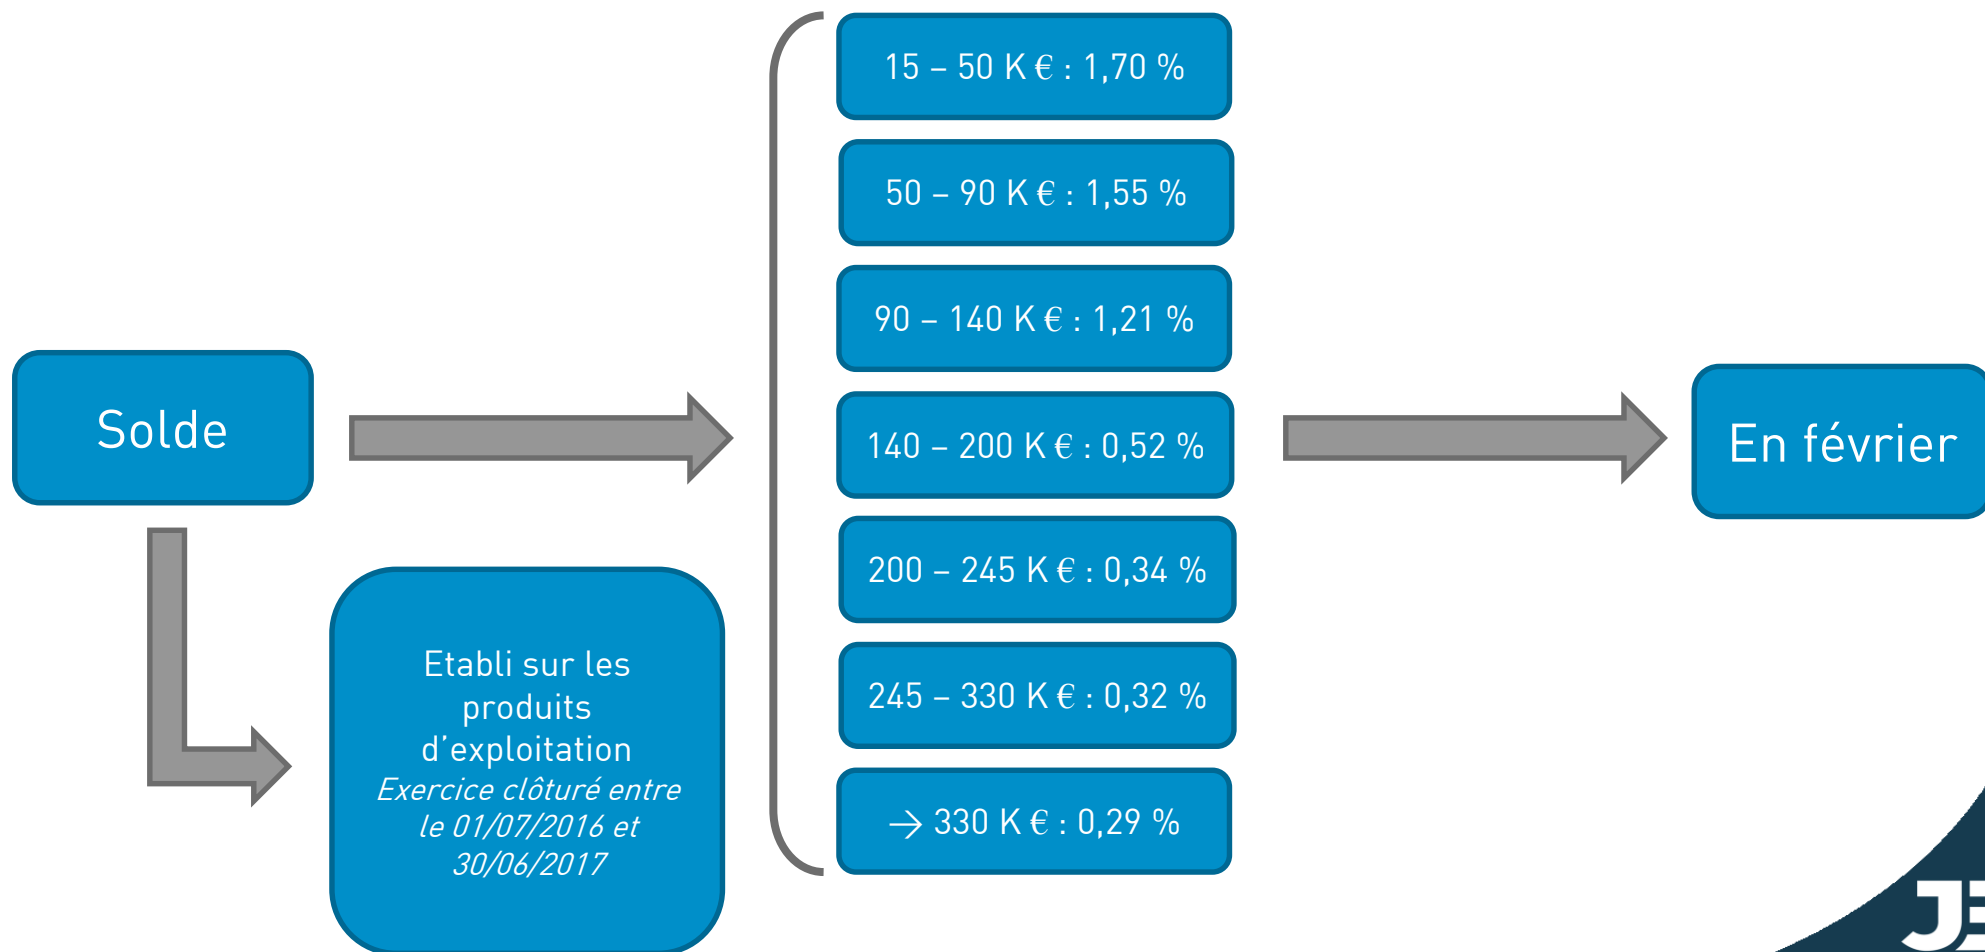 Solde
Etabli sur les
produits
d’exploitation
Exercice clôturé entre
le 01/07/2016 et
30/06/2017
15 – 50 K € : 1,70 %
50 – 90 K € : 1,55 %
90 – 140 K € : 1,21 %
140 – 200 K € : 0,52 %
200 – 245 K € : 0,34 %
245 – 330 K € : 0,32 %
→ 330 K € : 0,29 %
En février